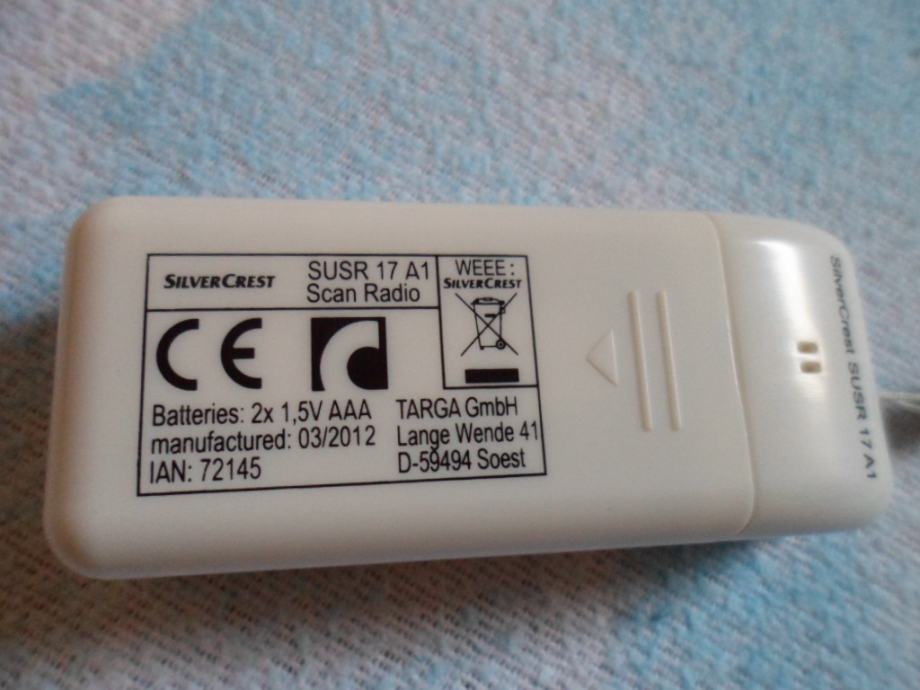 SILVERCREST
SUSR 17 A1
Scan Radio
WEEE:
SILVERCREST
CE
Batteries: 2x 1,5V AAA
manufactured: 03/2012
IAN: 72145
TARGA GmbH
Lange Wende 41
D-59494 Soest
SilverCrest SUSR 17 A1